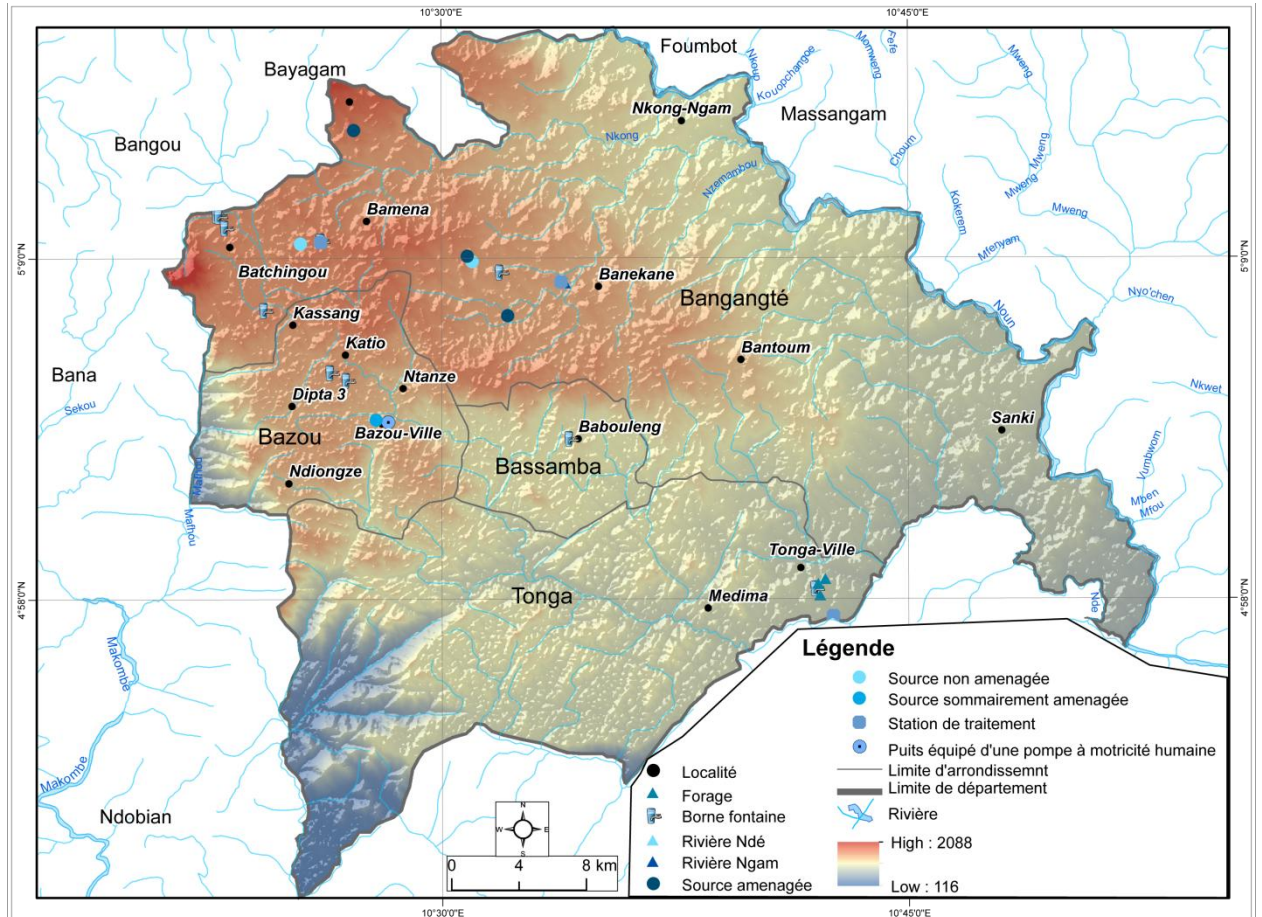 10°30'0"E
10°45'0"E
Foumbot
Bayagam
Nkoup
Kouopchangoe
Momweng
Fefe
Mweng
Massangam
Nkong-Ngam
Nkong
Bangou
Choum
Mweng
Nzemambou
Mweng
Kokerem
Mweng
Bamena
Mfenyam
5°9'0"N
5°9'0"N
Batchingou
Banekane
Bangangté
Nyo'chen
Noun
Kassang
Katio
Bantoum
Bana
Ntanze
Nkwet
Sekou
Dipta 3
Bazou
Bazou-Ville
Babouleng
Sanki
Bassamba
Vumbwom
Mafhou
Ndiongze
Mben
Mfou
Mafhou
Tonga-Ville
4°58'0"N
Tonga
Medima
4°58'0"N
Nde
Makombe
Makombe
Ndobian
Légende
Source non amenagée
Source sommairement amenagée
Station de traitement
Puits équipé d'une pompe à motricité humaine
Limite d'arrondissemnt
Limite de département
Rivière
High : 2088
Low : 116
Localité
Forage
Borne fontaine
Rivière Ndé
Rivière Ngam
Source amenagée
N
W
E
S
0 4 8 km
10°30'0"E
10°45'0"E